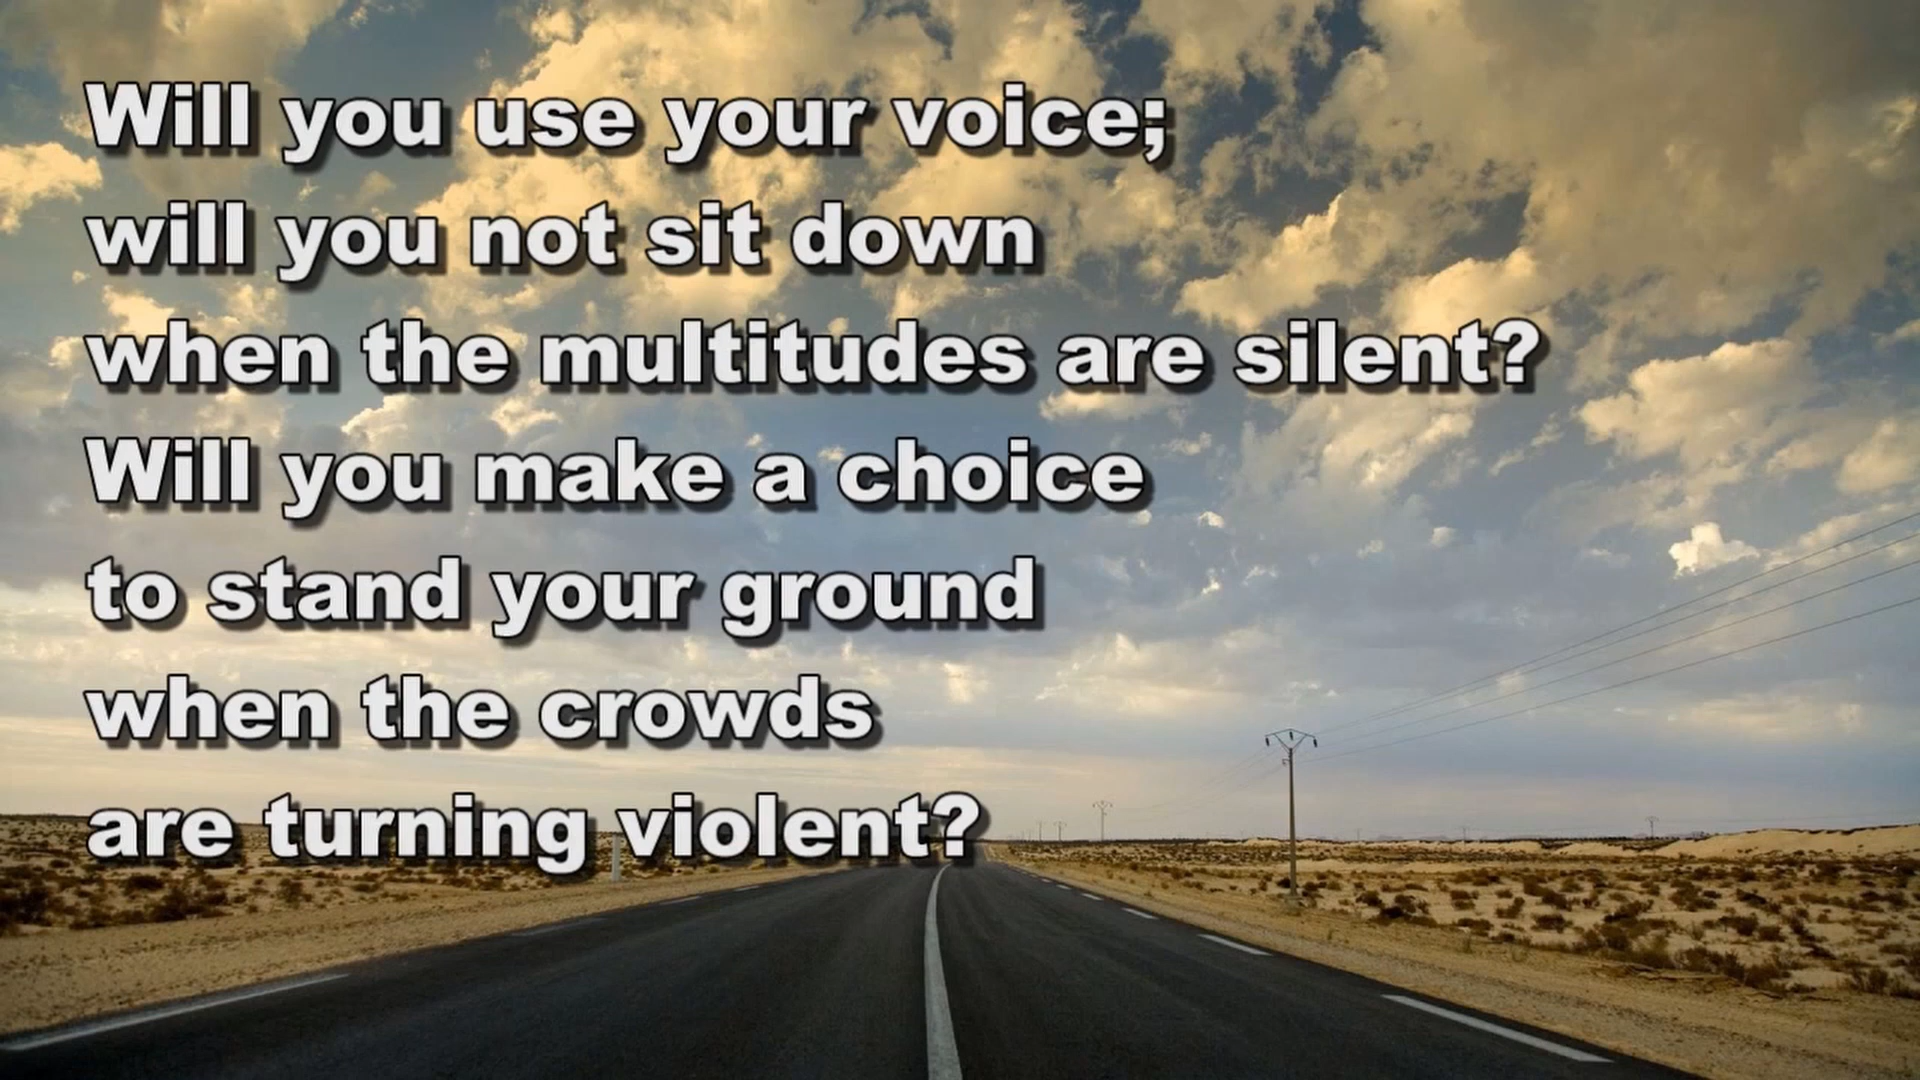 Will you use your voice;
will you not sit down
when the multitudes are silent?
Will you make a choice
to stand your ground
when the crowds
are turning violent?